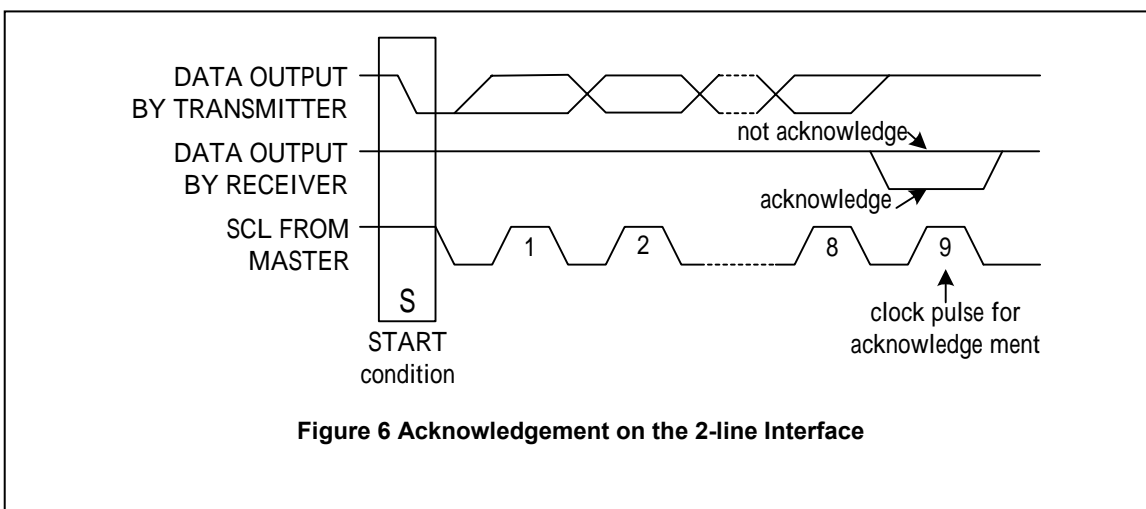 DATA OUTPUT
BY TRANSMITTER
not acknowledge
DATA OUTPUT
BY RECEIVER
acknowledge
SCL FROM
MASTER
1
2
8
9
S
START
condition
clock pulse for
acknowledge ment
Figure 6 Acknowledgement on the 2-line Interface